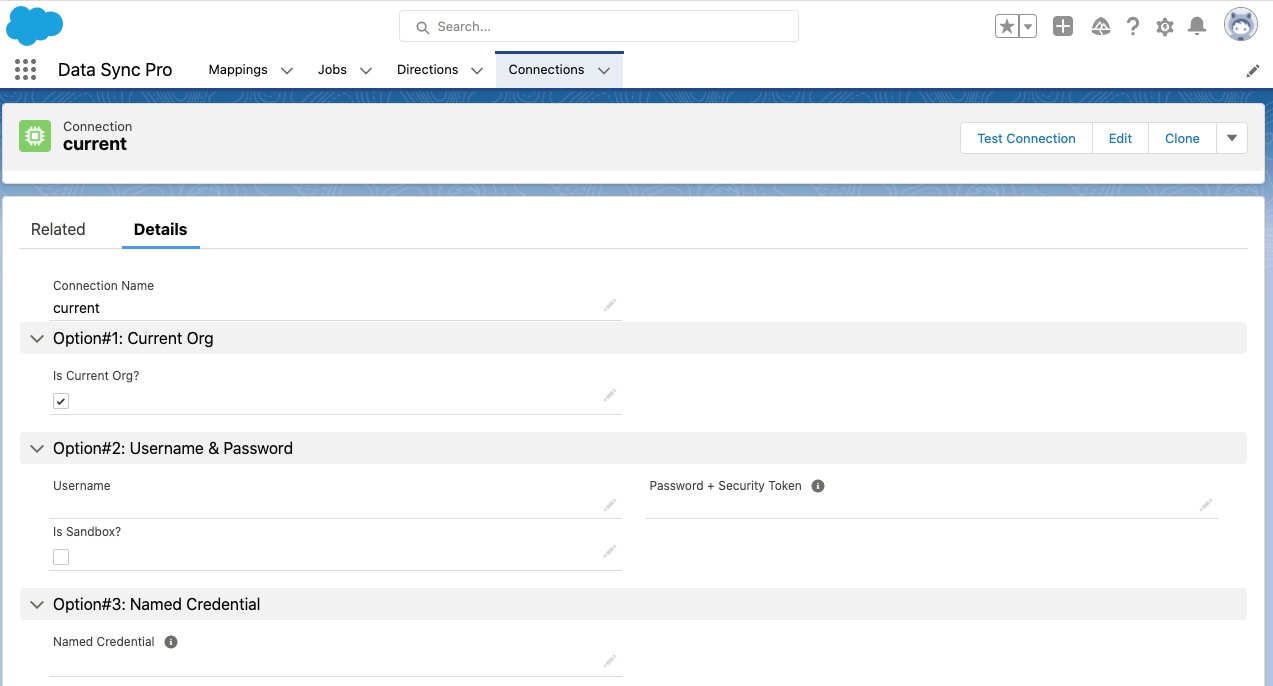 Search...
Data Sync Pro
Mappings
Jobs
Directions
Connections
Connection
current
Test Connection
Edit
Clone
Related
Details
Connection Name
current
Option#1: Current Org
Is Current Org?
Option#2: Username & Password
Username
Password + Security Token
Is Sandbox?
Option#3: Named Credential
Named Credential